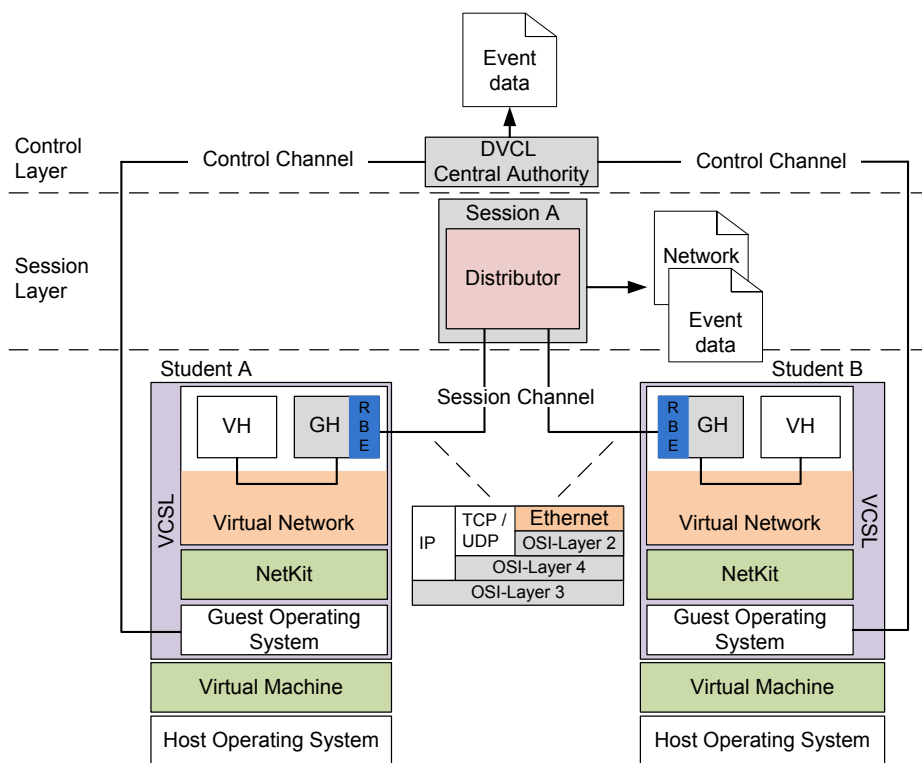 Event
data
Control
Layer
Control Channel
DVCL
Central Authority
Control Channel
Session
Layer
Session A
Distributor
Network
Event
data
Student A
Student B
Session Channel
VH
GH
R
B
E
R
B
E
GH
VH
VCSL
Virtual Network
VCSL
Virtual Network
IP
TCP /
UDP
Ethernet
OSI-Layer 2
OSI-Layer 4
OSI-Layer 3
NetKit
NetKit
Guest Operating
System
Guest Operating
System
Virtual Machine
Virtual Machine
Host Operating System
Host Operating System